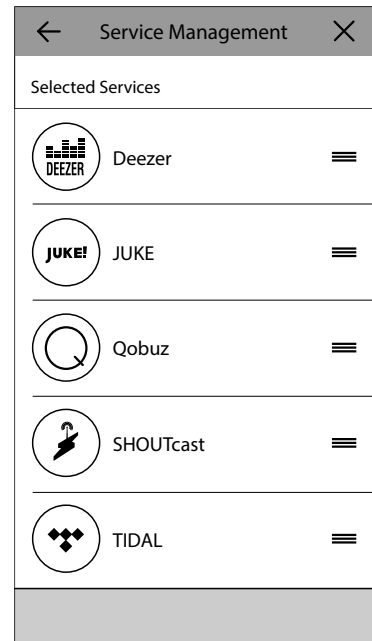 Service Management
Selected Services
DEEZER
Deezer
JUKE!
JUKE
Qobuz
SHOUTcast
TIDAL